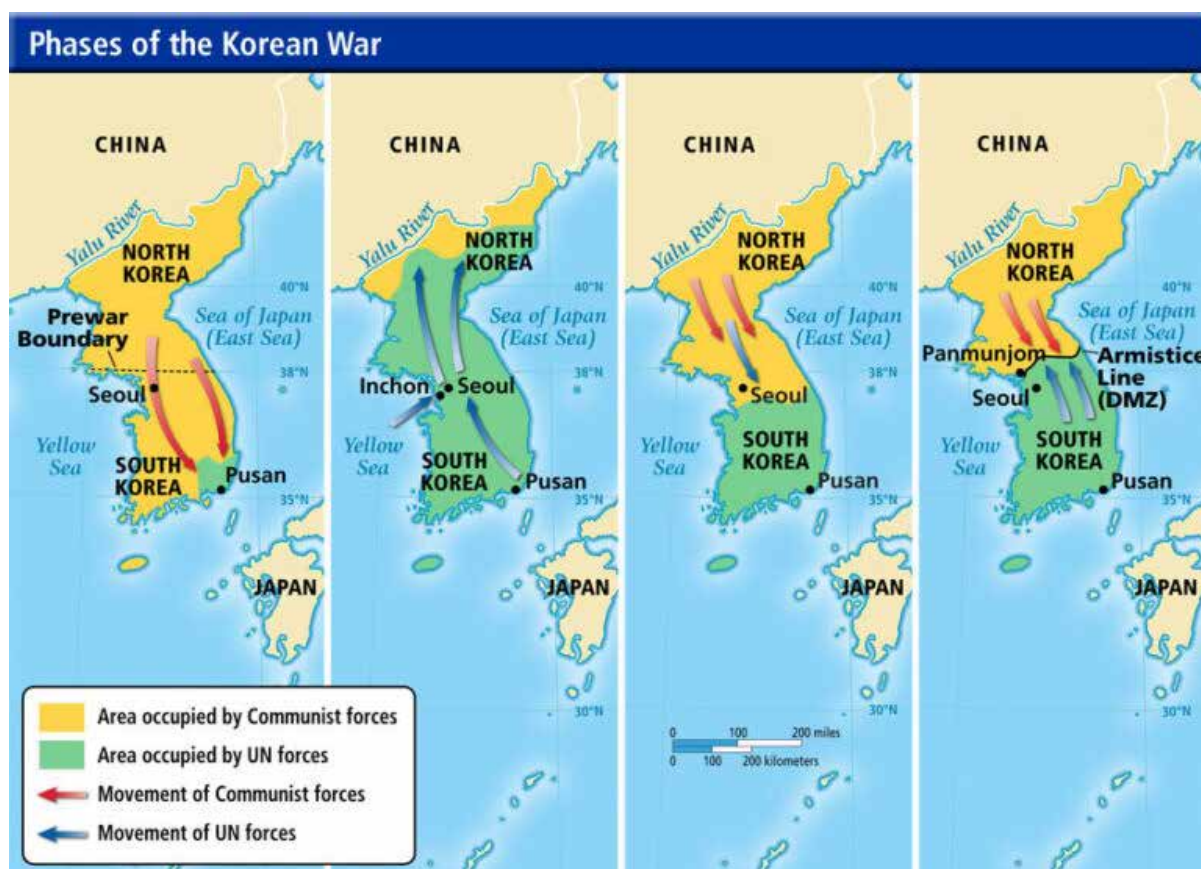 Phases of the Korean War
CHINA
Yalu River
NORTH
KOREA
40°N
Prewar
Boundary
Sea of Japan
(East Sea)
38°N
Seoul
Yellow
Sea
SOUTH
KOREA
Pusan
35°N
JAPAN
CHINA
Yalu River
NORTH
KOREA
40°N
Sea of Japan
(East Sea)
Inchon
Seoul
38°N
Yellow
Sea
SOUTH
KOREA
Pusan
35°N
JAPAN
CHINA
Yalu River
NORTH
KOREA
40°N
Sea of Japan
(East Sea)
38°N
Seoul
Yellow
Sea
SOUTH
KOREA
Pusan
35°N
JAPAN
30°N
0 100 200 miles
0 100 200 kilometers
CHINA
Yalu River
NORTH
KOREA
40°N
Sea of Japan
(East Sea)
Panmunjom
Armistice
Line
(DMZ)
38°N
Seoul
Yellow
Sea
SOUTH
KOREA
Pusan
35°N
JAPAN
30°N
Area occupied by Communist forces
Area occupied by UN forces
Movement of Communist forces
Movement of UN forces